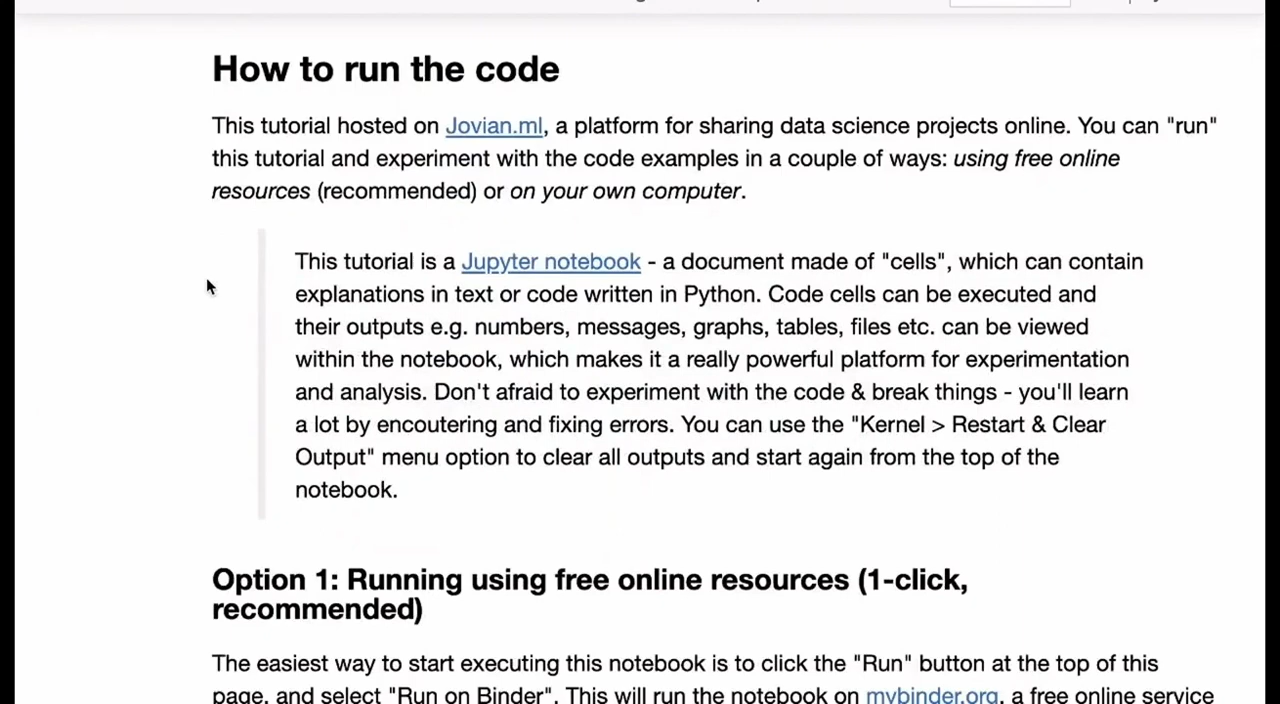 How to run the code
This tutorial hosted on Jovian.ml, a platform for sharing data science projects online. You can "run"
this tutorial and experiment with the code examples in a couple of ways: using free online
resources (recommended) or on your own computer.
This tutorial is a Jupyter notebook - a document made of "cells", which can contain
explanations in text or code written in Python. Code cells can be executed and
their outputs e.g. numbers, messages, graphs, tables, files etc. can be viewed
within the notebook, which makes it a really powerful platform for experimentation
and analysis. Don't afraid to experiment with the code & break things - you'll learn
a lot by encoutering and fixing errors. You can use the "Kernel > Restart & Clear
Output" menu option to clear all outputs and start again from the top of the
notebook.
Option 1: Running using free online resources (1-click,
recommended)
The easiest way to start executing this notebook is to click the "Run" button at the top of this
page, and select "Run on Binder". This will run the notebook on mybinder.org, a free online service